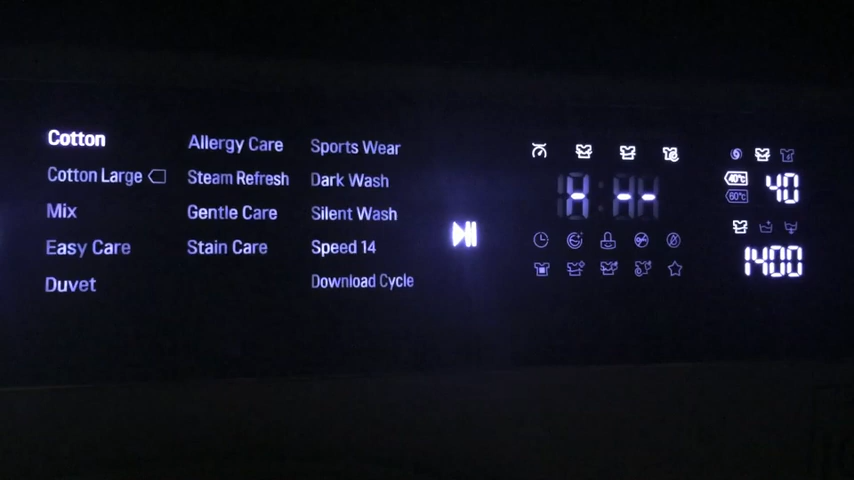 Cotton
Cotton Large
Mix
Easy Care
Duvet
Allergy Care
Steam Refresh
Gentle Care
Stain Care
Sports Wear
Dark Wash
Silent Wash
Speed 14
Download Cycle
-:--
40°C
60°C
40
1400